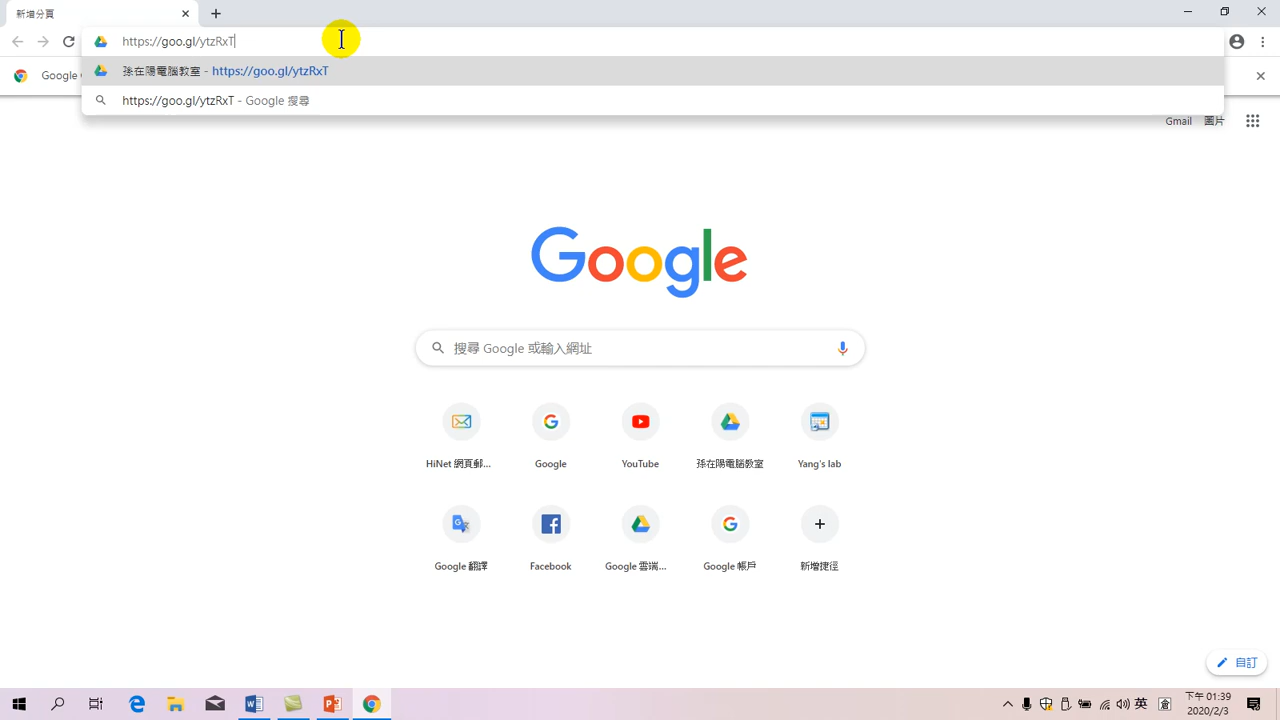 新增分頁
https://goo.gl/ytzRxT
孫在陽電腦教室 - https://goo.gl/ytzRxT
https://goo.gl/ytzRxT - Google 搜尋
Google
Gmail 圖片
Google
搜尋 Google 或輸入網址
HiNet 網頁郵... Google YouTube 孫在陽電腦教室 Yang's lab
Google 翻譯 Facebook Google 雲端... Google 帳戶 新增捷徑
自訂
英
下午 01:39
2020/2/3